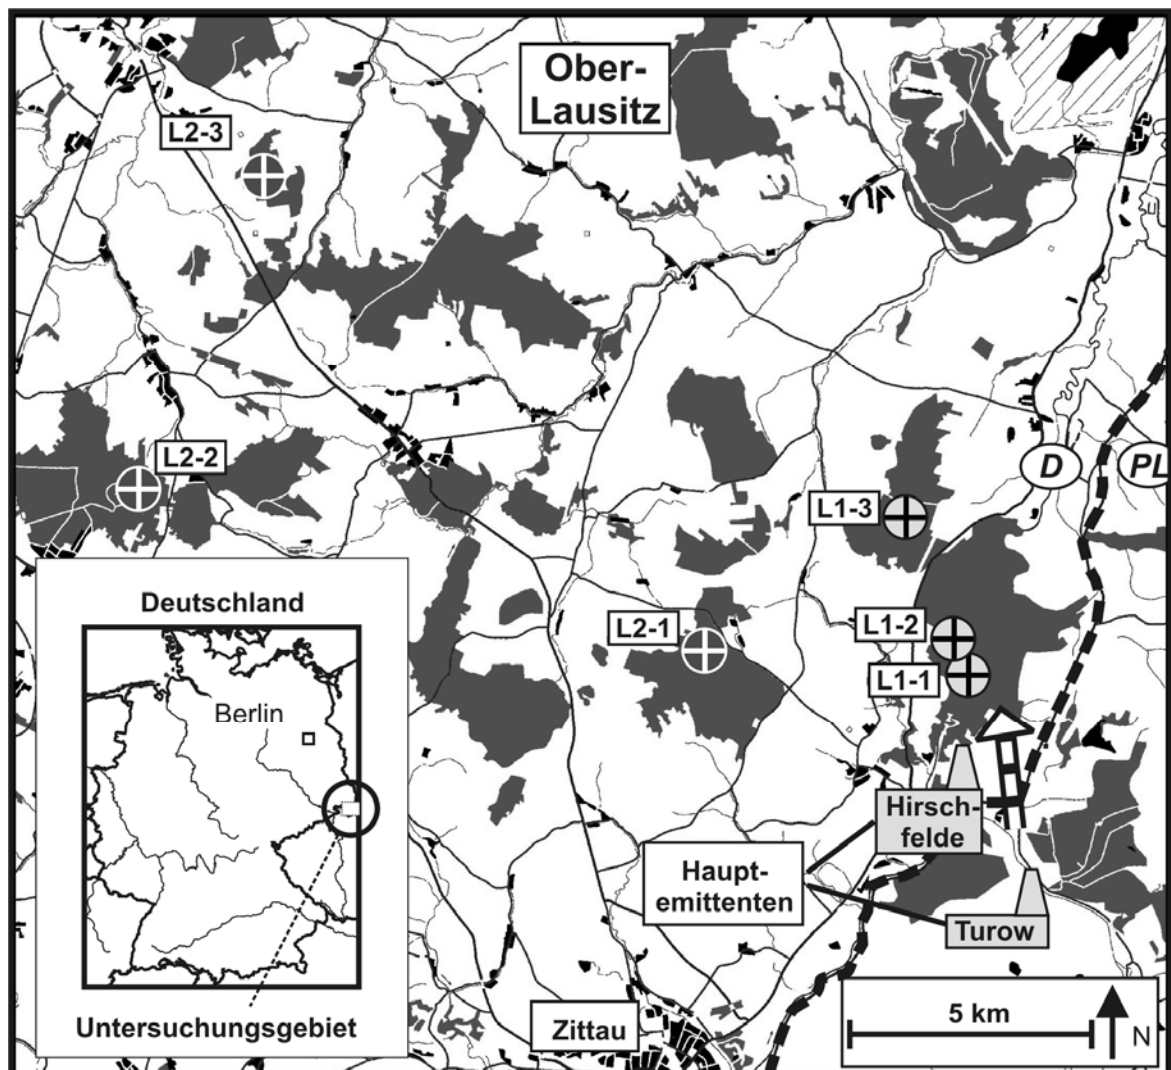 Ober-
Lausitz
L2-3
L2-2
D
PL
L1-3
L2-1
L1-2
L1-1
Deutschland
Berlin
Untersuchungsgebiet
Hirsch-
felde
Haupt-
emittenten
Turow
Zittau
5 km
N